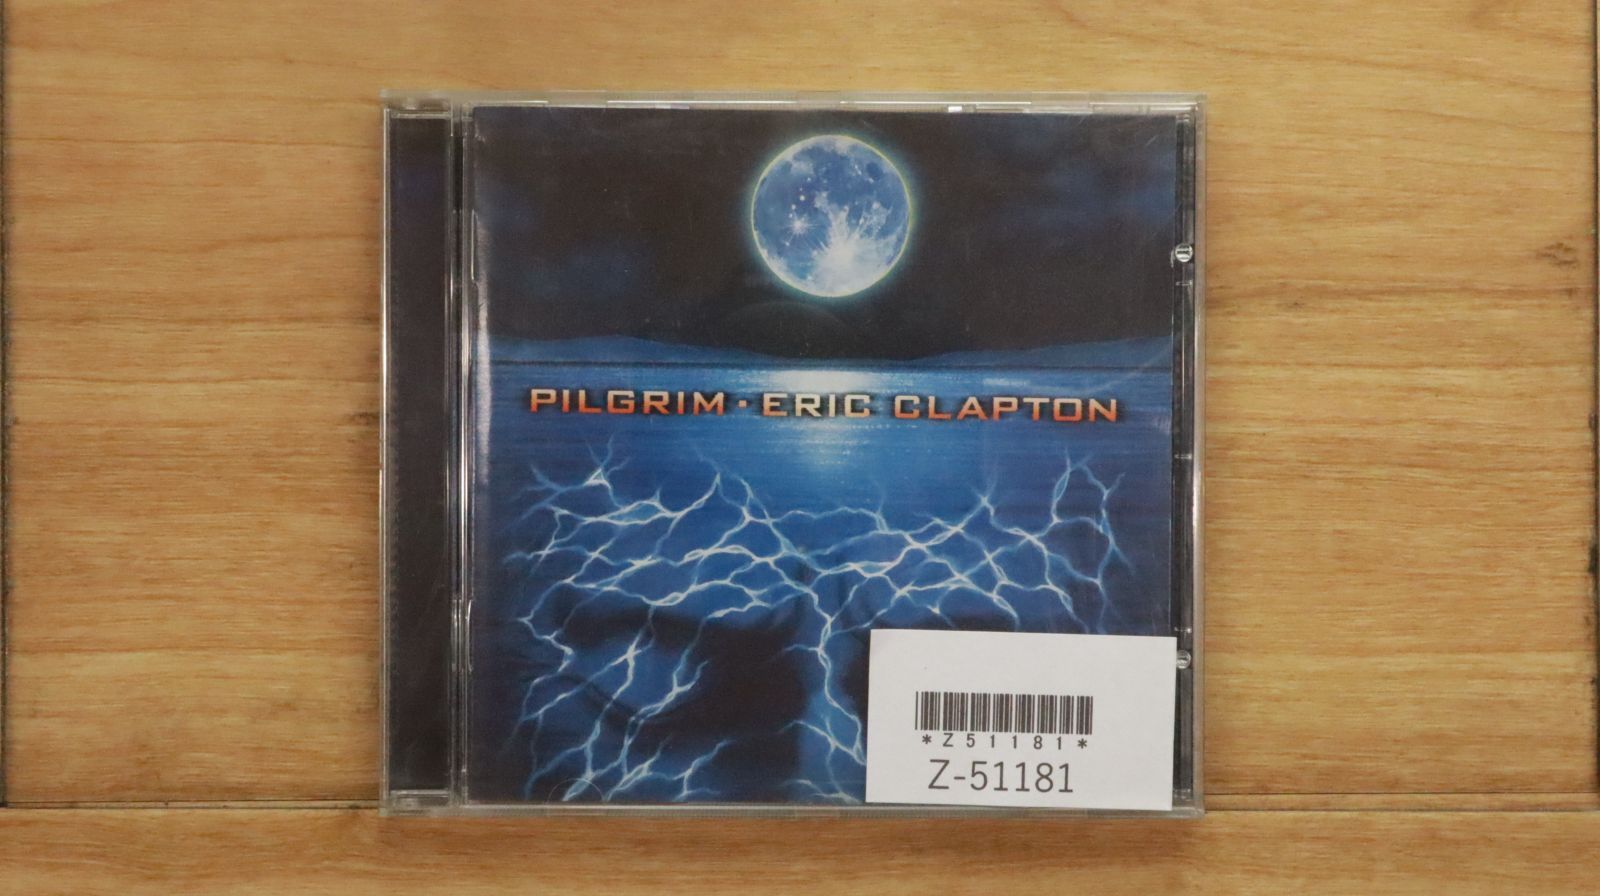 PILGRIM · ERIC CLAPTON
*Z51181*
Z-51181